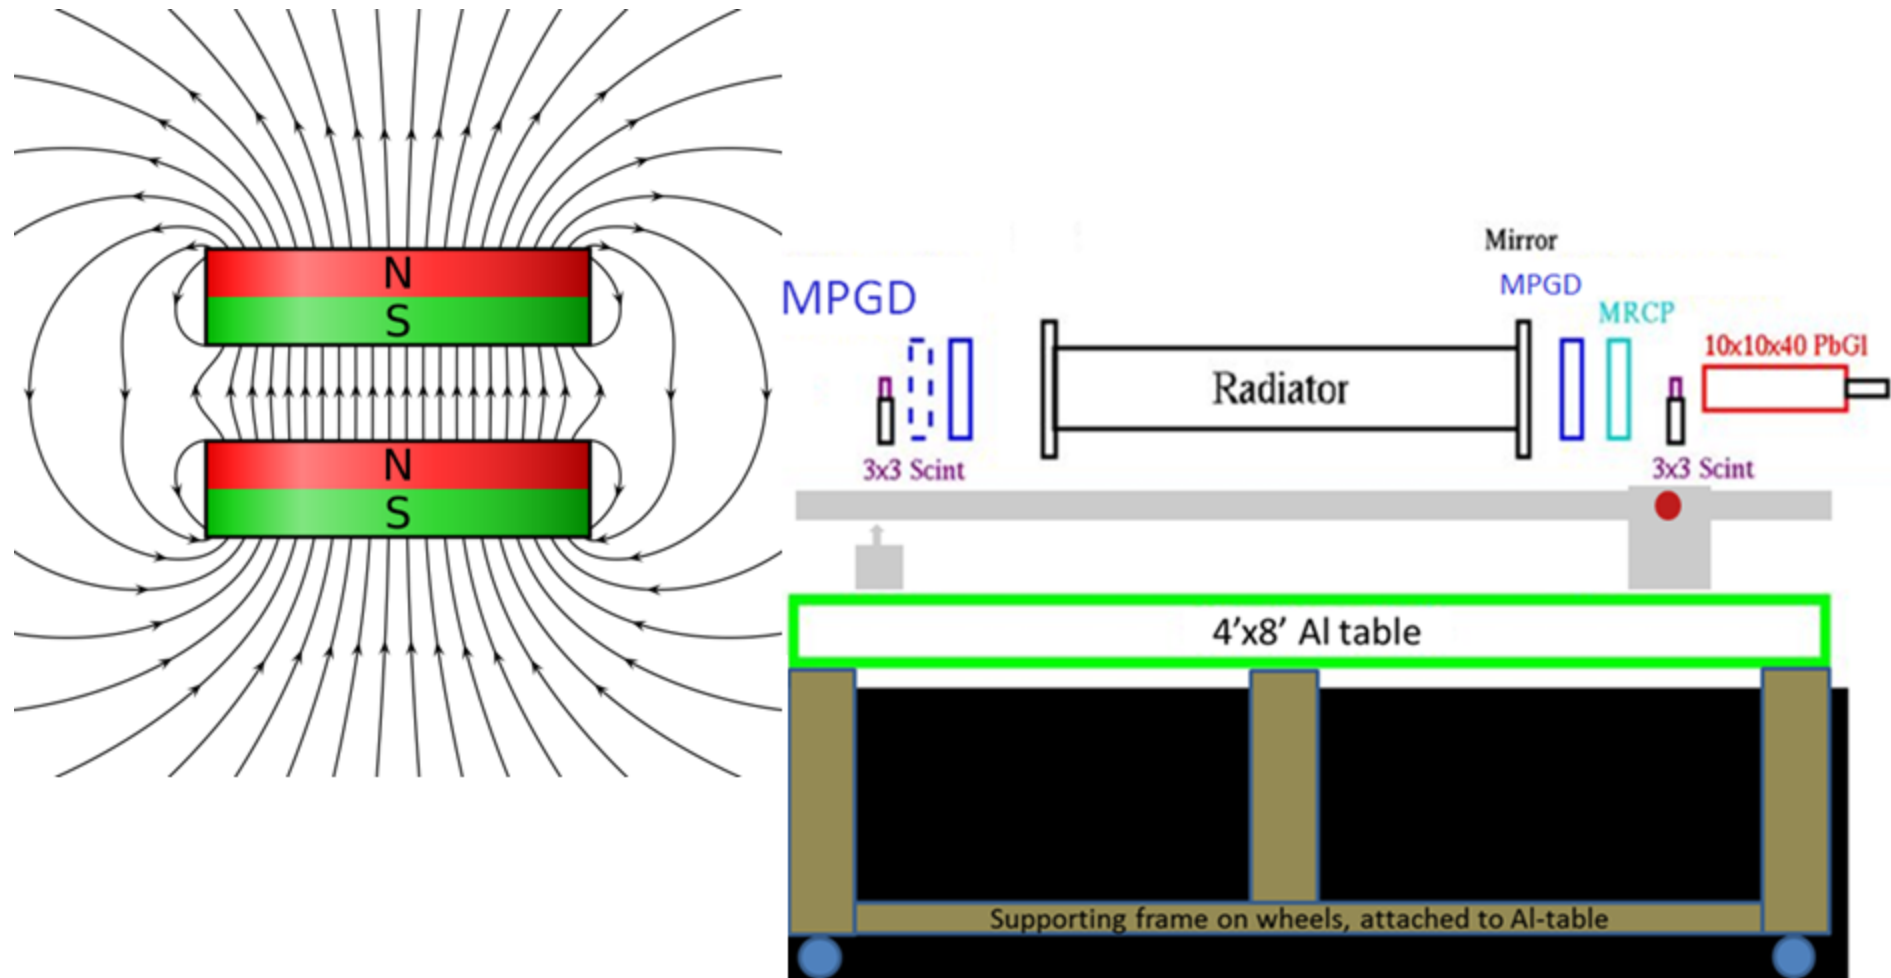 N
S
N
S
Mirror
MPGD
MPGD
MRCP
10x10x40 PbGl
Radiator
3x3 Scint
3x3 Scint
4’x8’ Al table
Supporting frame on wheels, attached to Al-table